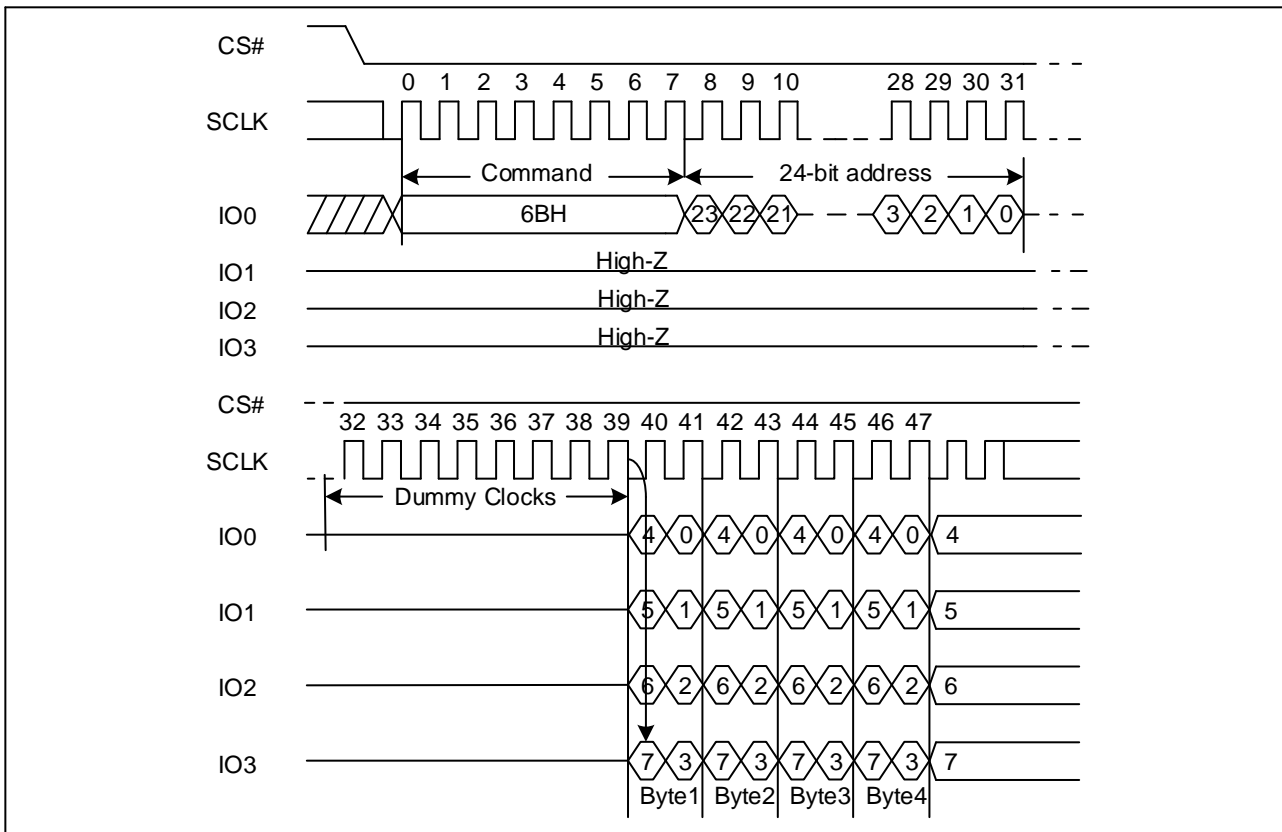 CS#
0 1 2 3 4 5 6 7 8 9 10 28 29 30 31
SCLK
Command 24-bit address
IO0 6BH 23 22 21 3 2 1 0
IO1 High-Z
IO2 High-Z
IO3 High-Z
CS#
32 33 34 35 36 37 38 39 40 41 42 43 44 45 46 47
SCLK
Dummy Clocks
IO0 4 0 4 0 4 0 4 0 4
IO1 5 1 5 1 5 1 5 1 5
IO2 6 2 6 2 6 2 6 2 6
IO3 7 3 7 3 7 3 7 3 7
Byte1 Byte2 Byte3 Byte4